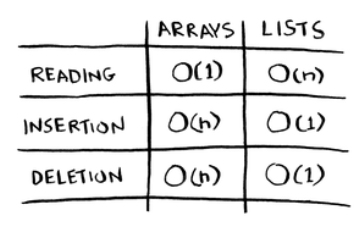 ARRAYS LISTS
READING O(1) O(n)
INSERTION O(n) O(1)
DELETION O(n) O(1)